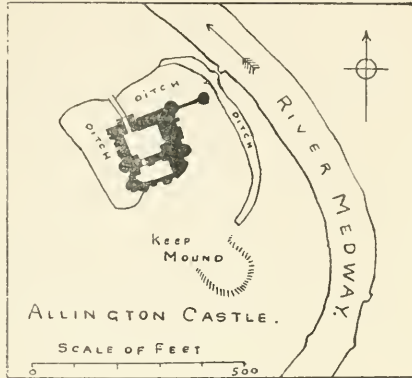 DITCH
DITCH
DITCH
RIVER MEDWAY.
KEEP
MOUND
ALLINGTON CASTLE.
SCALE OF FEET
0 500